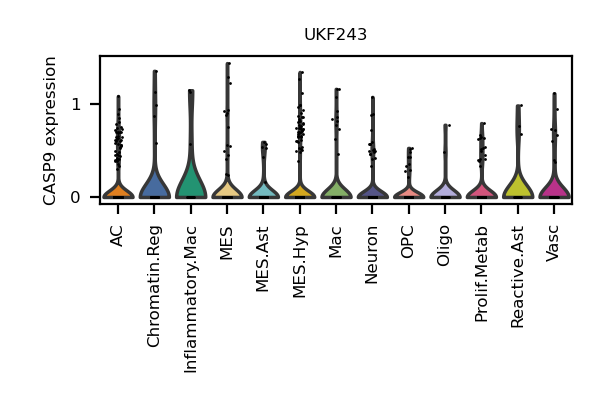 UKF243
CASP9 expression
1
0
AC
Chromatin.Reg
Inflammatory.Mac
MES
MES.Ast
MES.Hyp
Mac
Neuron
OPC
Oligo
Prolif.Metab
Reactive.Ast
Vasc